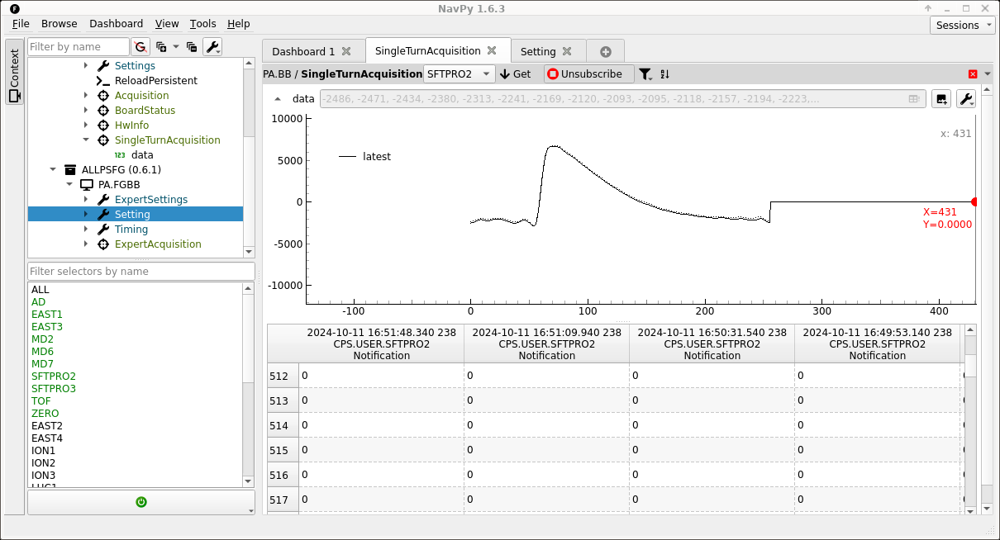 NavPy 1.6.3
File Browse Dashboard View Tools Help
Sessions
Context
Filter by name
Settings
ReloadPersistent
Acquisition
BoardStatus
HwInfo
SingleTurnAcquisition
123 data
ALLPSFG (0.6.1)
PA.FGBB
ExpertSettings
Setting
Timing
ExpertAcquisition
Filter selectors by name
ALL
AD
EAST1
EAST3
MD2
MD6
MD7
SFTPRO2
SFTPRO3
TOF
ZERO
EAST2
EAST4
ION1
ION2
ION3
Dashboard 1
SingleTurnAcquisition
Setting
PA.BB / SingleTurnAcquisition SFTPRO2 Get Unsubscribe
data -2486, -2471, -2434, -2380, -2313, -2241, -2169, -2120, -2093, -2095, -2118, -2157, -2194, -2223,...
10000
5000
0
-5000
-10000
latest
x: 431
X=431
Y=0.0000
-100 0 100 200 300 400
2024-10-11 16:51:48.340 238
CPS.USER.SFTPRO2
Notification
2024-10-11 16:51:09.940 238
CPS.USER.SFTPRO2
Notification
2024-10-11 16:50:31.540 238
CPS.USER.SFTPRO2
Notification
2024-10-11 16:49:53.140 238
CPS.USER.SFTPRO2
Notification
512 0 0 0 0
513 0 0 0 0
514 0 0 0 0
515 0 0 0 0
516 0 0 0 0
517 0 0 0 0